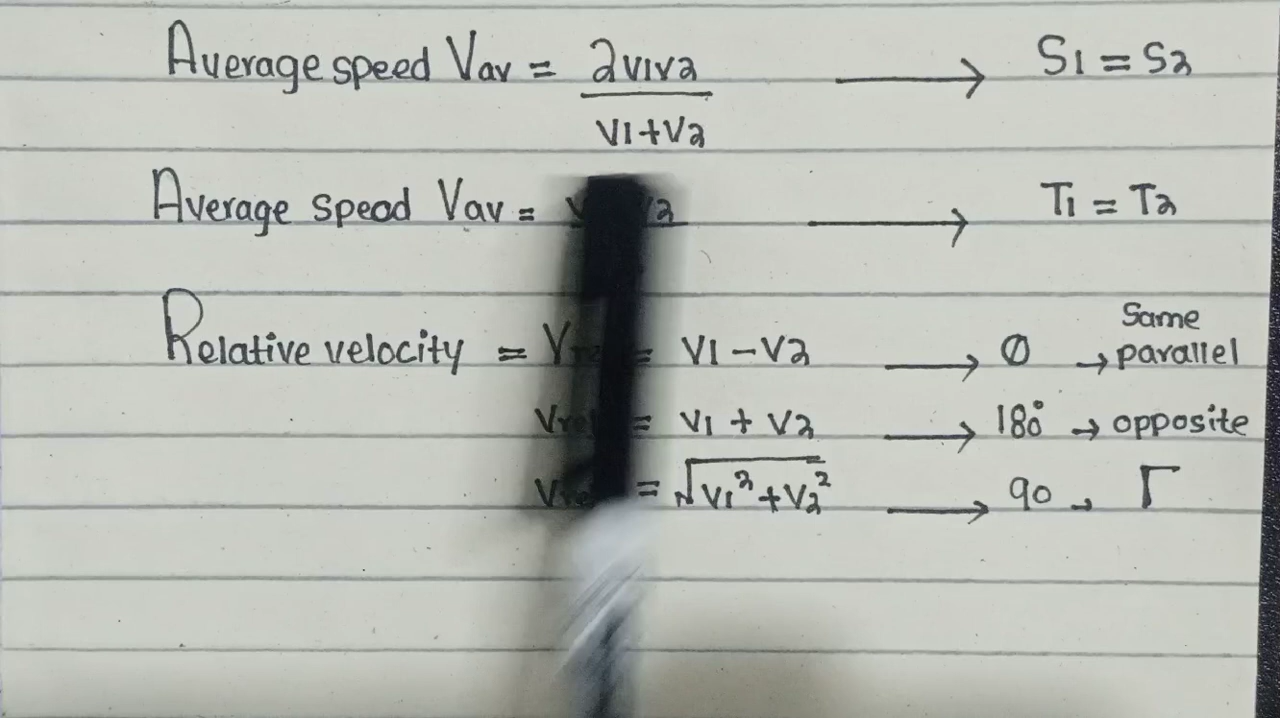 Average speed Vav = 2v1v2 / v1+v2 → S1 = S2
Average speed Vav = → T1 = T2
Relative velocity = = V1 - V2 → 0 → Same parallel
= V1 + V2 → 180° → opposite
= √V1²+V2² → 90 → Γ